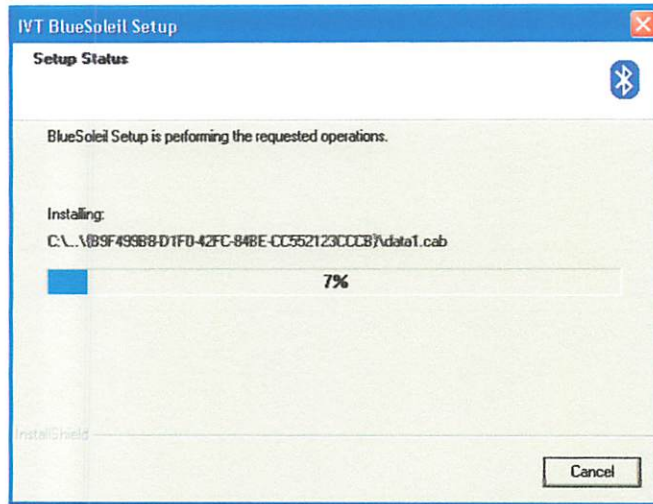 IVT BlueSoleil Setup
Setup Status
BlueSoleil Setup is performing the requested operations.
Installing:
C:\...\{B9F499B8-D1F0-42FC-84BE-CC552123CCCB}\data1.cab
7%
InstallShield
Cancel